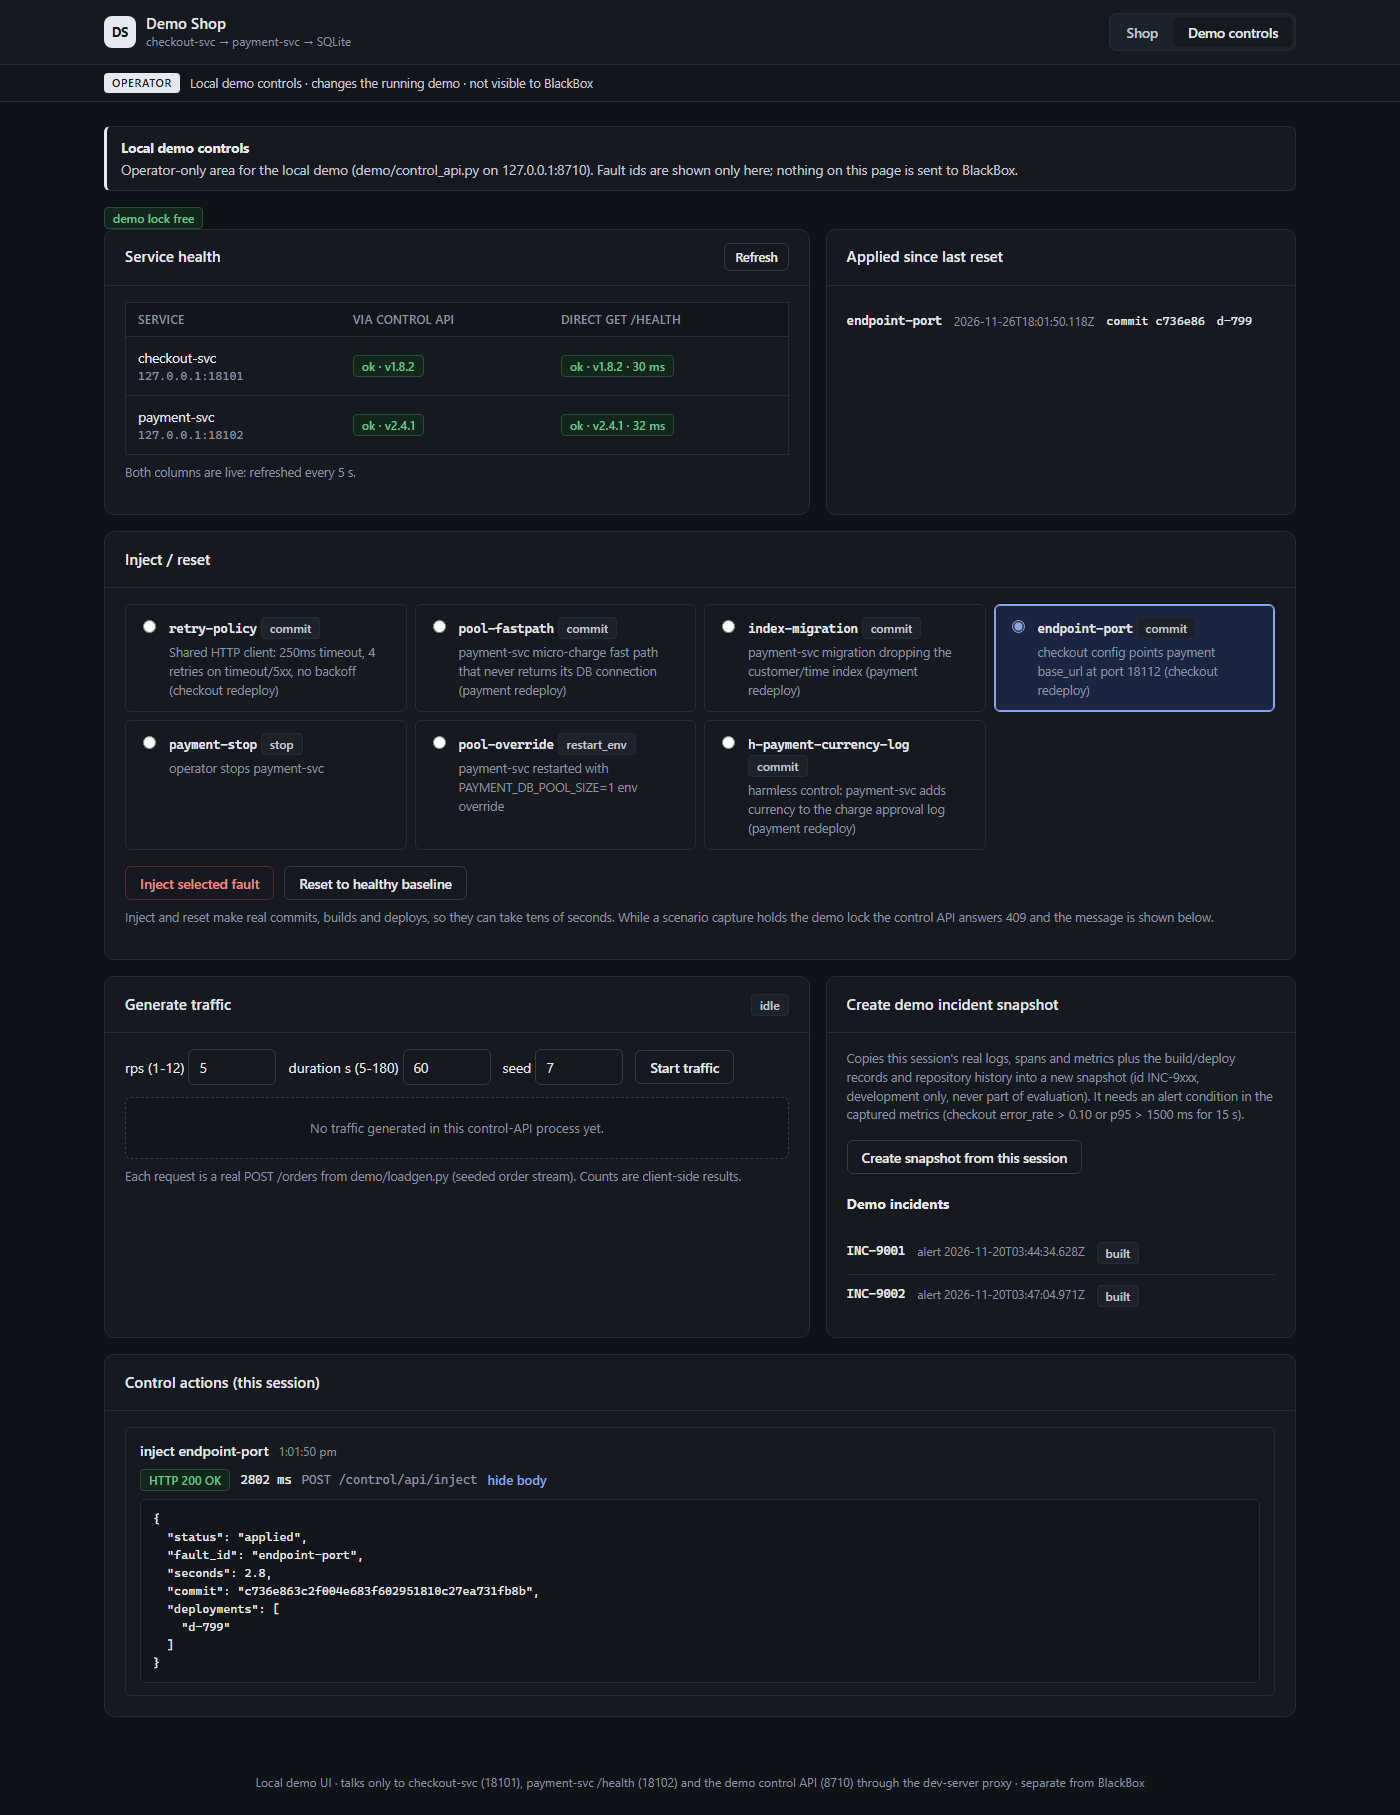 DS
Demo Shop
checkout-svc → payment-svc → SQLite
Shop
Demo controls
OPERATOR
Local demo controls · changes the running demo · not visible to BlackBox
Local demo controls
Operator-only area for the local demo (demo/control_api.py on 127.0.0.1:8710). Fault ids are shown only here; nothing on this page is sent to BlackBox.
demo lock free
Service health
Refresh
SERVICE
VIA CONTROL API
DIRECT GET /HEALTH
checkout-svc
127.0.0.1:18101
ok · v1.8.2
ok · v1.8.2 · 30 ms
payment-svc
127.0.0.1:18102
ok · v2.4.1
ok · v2.4.1 · 32 ms
Both columns are live: refreshed every 5 s.
Applied since last reset
endpoint-port 2026-11-26T18:01:50.118Z commit c736e86 d-799
Inject / reset
retry-policy commit
Shared HTTP client: 250ms timeout, 4
retries on timeout/5xx, no backoff
(checkout redeploy)
pool-fastpath commit
payment-svc micro-charge fast path
that never returns its DB connection
(payment redeploy)
index-migration commit
payment-svc migration dropping the
customer/time index (payment
redeploy)
endpoint-port commit
checkout config points payment
base_url at port 18112 (checkout
redeploy)
payment-stop stop
operator stops payment-svc
pool-override restart_env
payment-svc restarted with
PAYMENT_DB_POOL_SIZE=1 env
override
h-payment-currency-log
commit
harmless control: payment-svc adds
currency to the charge approval log
(payment redeploy)
Inject selected fault
Reset to healthy baseline
Inject and reset make real commits, builds and deploys, so they can take tens of seconds. While a scenario capture holds the demo lock the control API answers 409 and the message is shown below.
Generate traffic
idle
rps (1-12) 5 duration s (5-180) 60 seed 7 Start traffic
No traffic generated in this control-API process yet.
Each request is a real POST /orders from demo/loadgen.py (seeded order stream). Counts are client-side results.
Create demo incident snapshot
Copies this session's real logs, spans and metrics plus the build/deploy
records and repository history into a new snapshot (id INC-9xxx,
development only, never part of evaluation). It needs an alert condition in the
captured metrics (checkout error_rate > 0.10 or p95 > 1500 ms for 15 s).
Create snapshot from this session
Demo incidents
INC-9001 alert 2026-11-20T03:44:34.628Z built
INC-9002 alert 2026-11-20T03:47:04.971Z built
Control actions (this session)
inject endpoint-port 1:01:50 pm
HTTP 200 OK 2802 ms POST /control/api/inject hide body
{
"status": "applied",
"fault_id": "endpoint-port",
"seconds": 2.8,
"commit": "c736e863c2f004e683f602951810c27ea731fb8b",
"deployments": [
"d-799"
]
}
Local demo UI · talks only to checkout-svc (18101), payment-svc /health (18102) and the demo control API (8710) through the dev-server proxy · separate from BlackBox